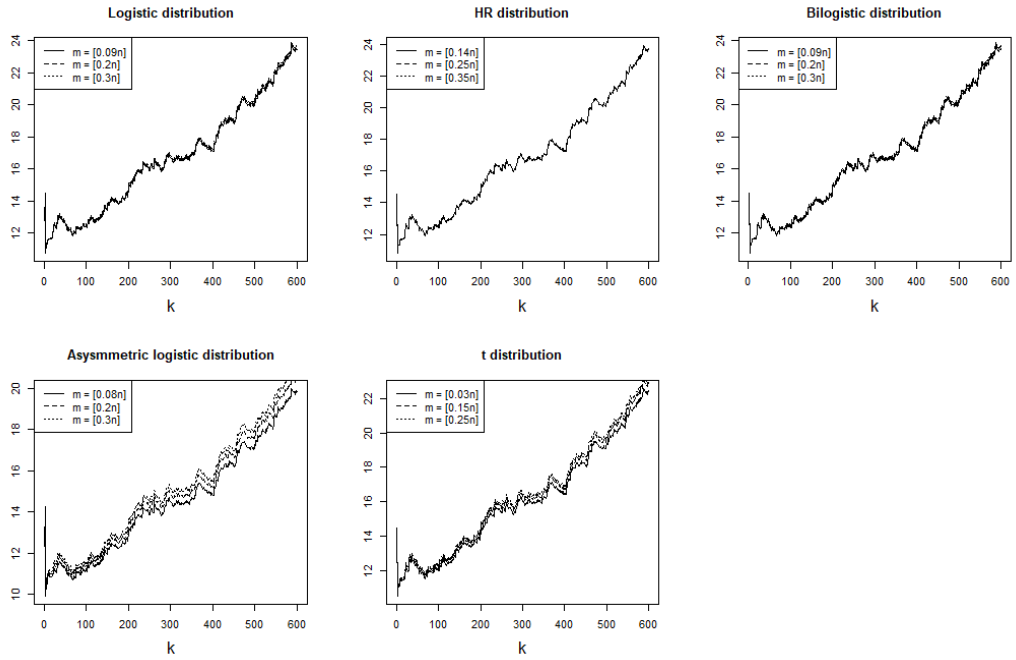 Logistic distribution
24
22
20
18
16
14
12
m = [0.09n]
m = [0.2n]
m = [0.3n]
0 100 200 300 400 500 600
k
HR distribution
24
22
20
18
16
14
12
m = [0.14n]
m = [0.25n]
m = [0.35n]
0 100 200 300 400 500 600
k
Bilogistic distribution
24
22
20
18
16
14
12
m = [0.09n]
m = [0.2n]
m = [0.3n]
0 100 200 300 400 500 600
k
Asysmmetric logistic distribution
20
18
16
14
12
10
m = [0.08n]
m = [0.2n]
m = [0.3n]
0 100 200 300 400 500 600
k
t distribution
22
20
18
16
14
12
m = [0.03n]
m = [0.15n]
m = [0.25n]
0 100 200 300 400 500 600
k